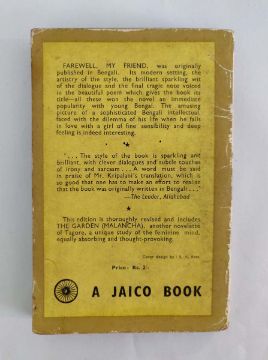 FAREWELL, MY FRIEND, was originally
published in Bengali. Its modern setting, the
artistry of the style, the brilliant sparkling wit
of the dialogue and the final tragic note voiced
in the beautiful poem which gives the book its
title—all these won the novel an immediate
popularity with young Bengal. The amusing
picture of a sophisticated Bengali intellectual
faced with the dilemma of his life when he falls
in love with a girl of fine sensibility and deep
feeling is indeed interesting.
". . . The style of the book is sparkling and
brilliant, with clever dialogues and subtle touches
of irony and sarcasm . . . A word must be said
in praise of Mr. Kripalani's translation, which is
so good that one has to make an effort to realise
that the book was originally written in Bengali . . ."
—The Leader, Allahabad
This edition is thoroughly revised and includes
THE GARDEN (MALANCHA), another novelette
of Tagore, a unique study of the feminine mind,
equally absorbing and thought-provoking.
Cover design by
Price: Rs. 2/-
A JAICO BOOK